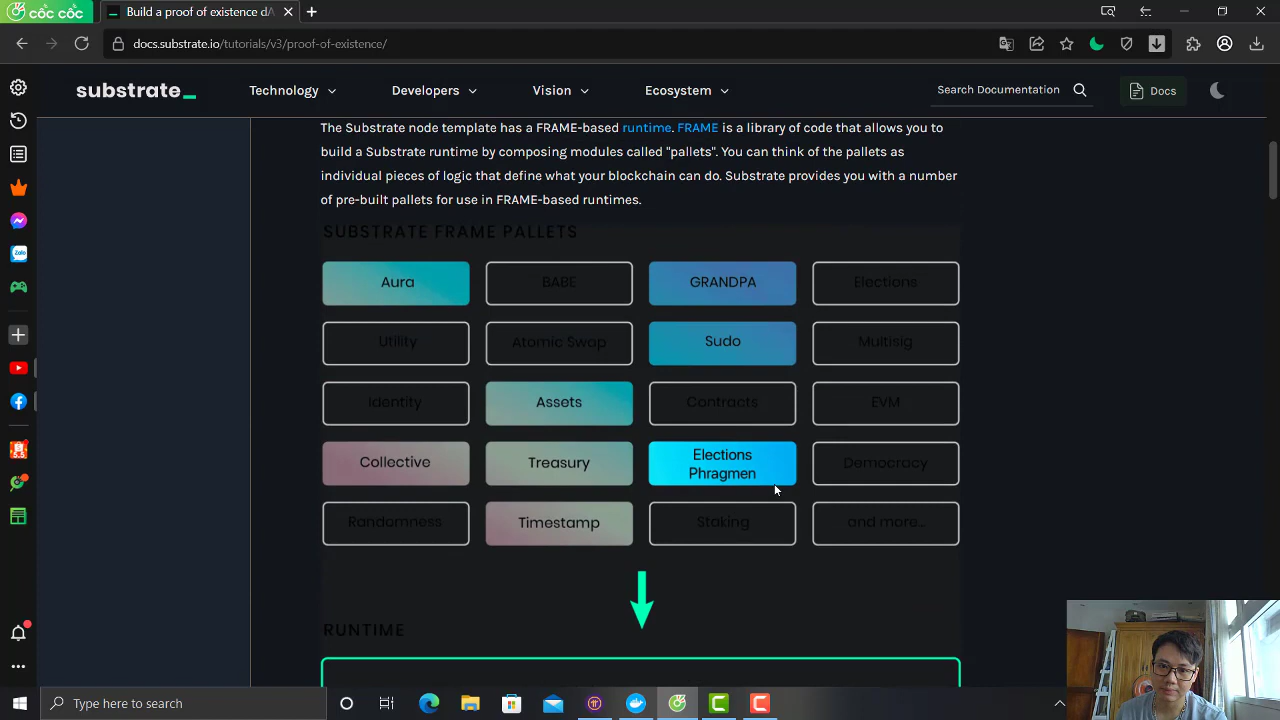 cốc cốc
Build a proof of existence dA
docs.substrate.io/tutorials/v3/proof-of-existence/
substrate_
Technology
Developers
Vision
Ecosystem
Search Documentation
Docs
The Substrate node template has a FRAME-based runtime. FRAME is a library of code that allows you to
build a Substrate runtime by composing modules called "pallets". You can think of the pallets as
individual pieces of logic that define what your blockchain can do. Substrate provides you with a number
of pre-built pallets for use in FRAME-based runtimes.
SUBSTRATE FRAME PALLETS
Aura
BABE
GRANDPA
Elections
Utility
Atomic Swap
Sudo
Multisig
Identity
Assets
Contracts
EVM
Collective
Treasury
Elections
Phragmen
Democracy
Randomness
Timestamp
Staking
and more...
RUNTIME
Zalo
Type here to search